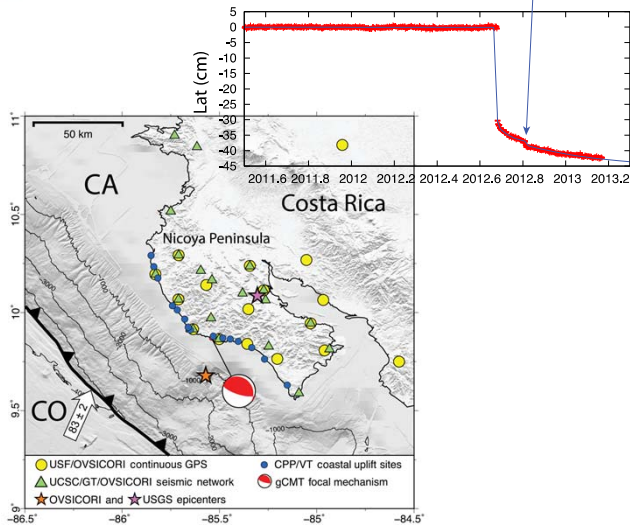 5
0
-5
-10
-15
-20
-25
-30
-35
-40
-45
Lat (cm)
2011.6 2011.8 2012 2012.2 2012.4 2012.6 2012.8 2013 2013.2
11
10.5
10
9.5
9
50 km
CA
Costa Rica
Nicoya Peninsula
CO
83 ± 2
-1000
-1000
USF/OVSICORI continuous GPS
CPP/VT coastal uplift sites
UCSC/GT/OVSICORI seismic network
gCMT focal mechanism
OVSICORI and
USGS epicenters
-86.5 -86 -85.5 -85 -84.5